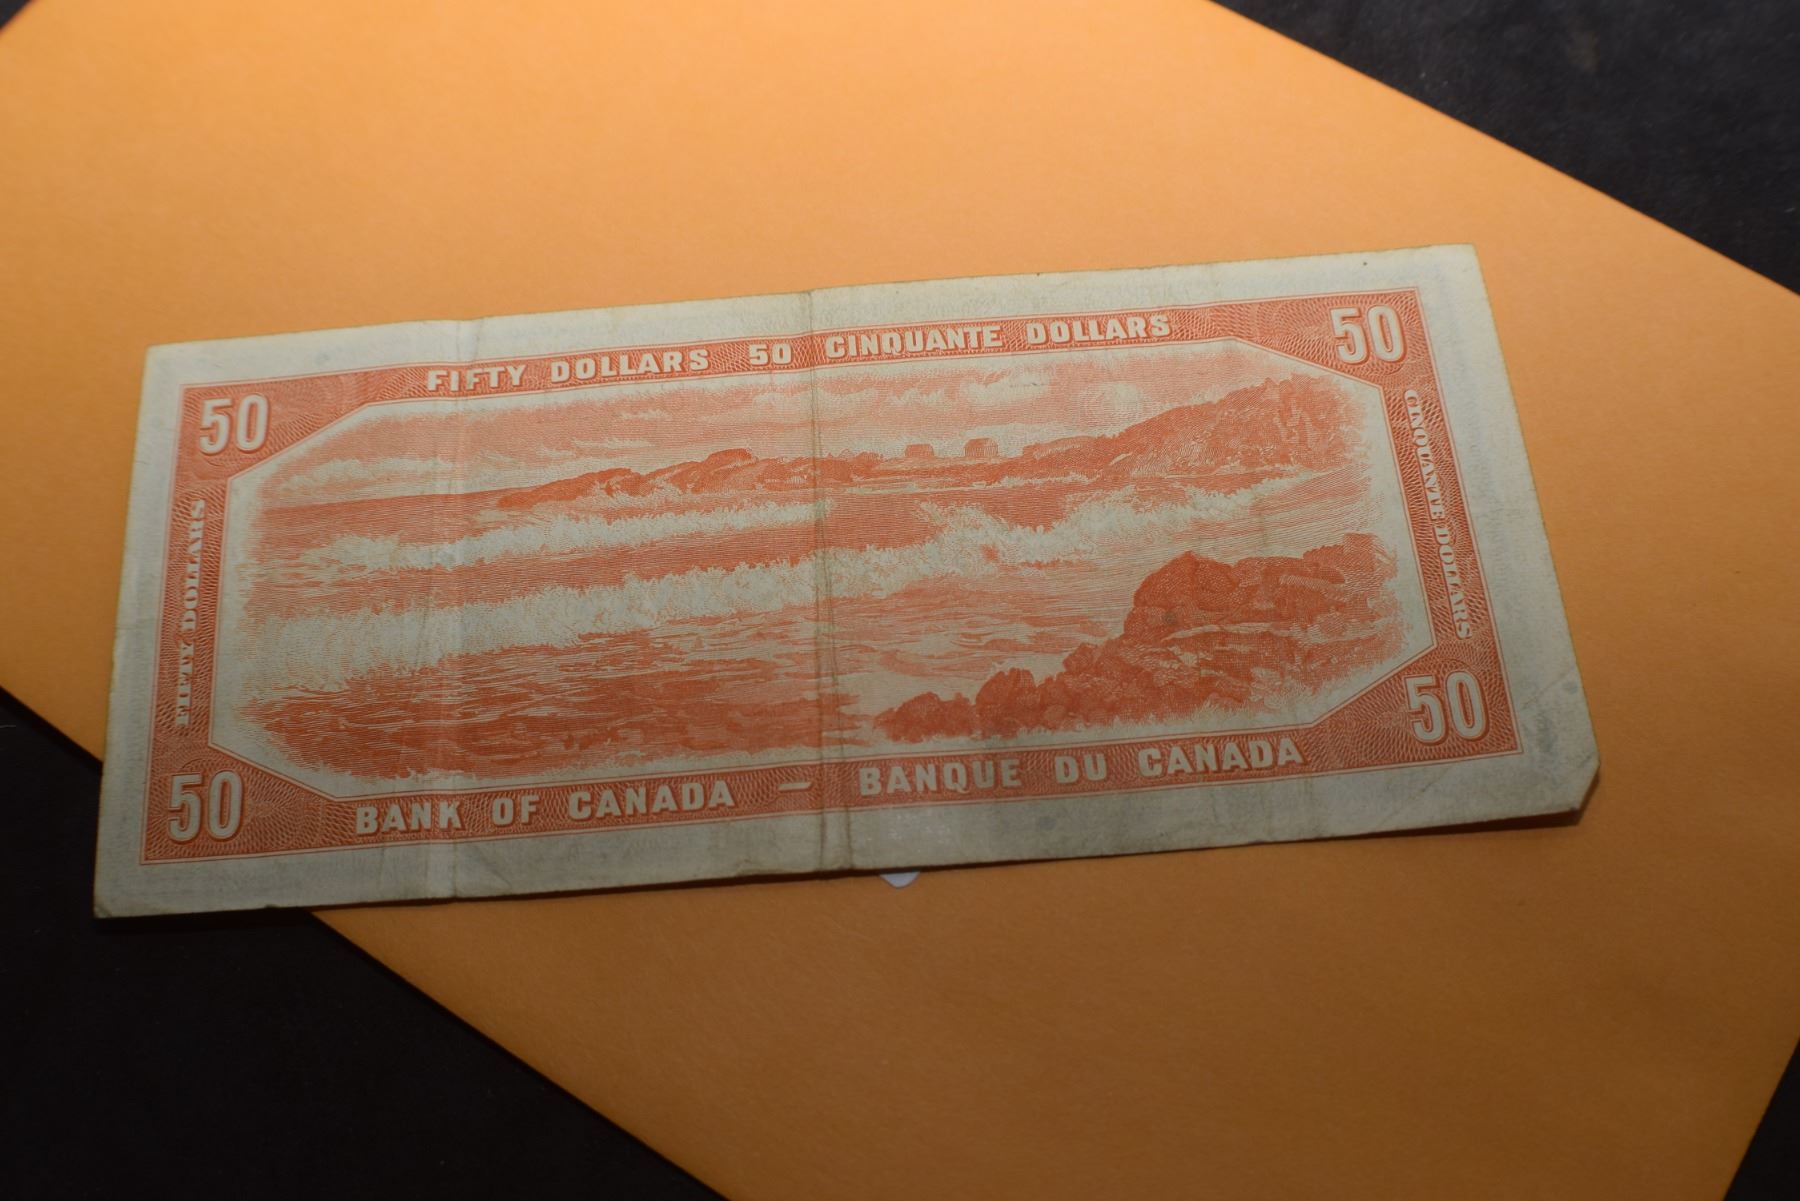 FIFTY DOLLARS 50 CINQUANTE DOLLARS
50
50
FIFTY DOLLARS
CINQUANTE DOLLARS
50
50
BANK OF CANADA – BANQUE DU CANADA